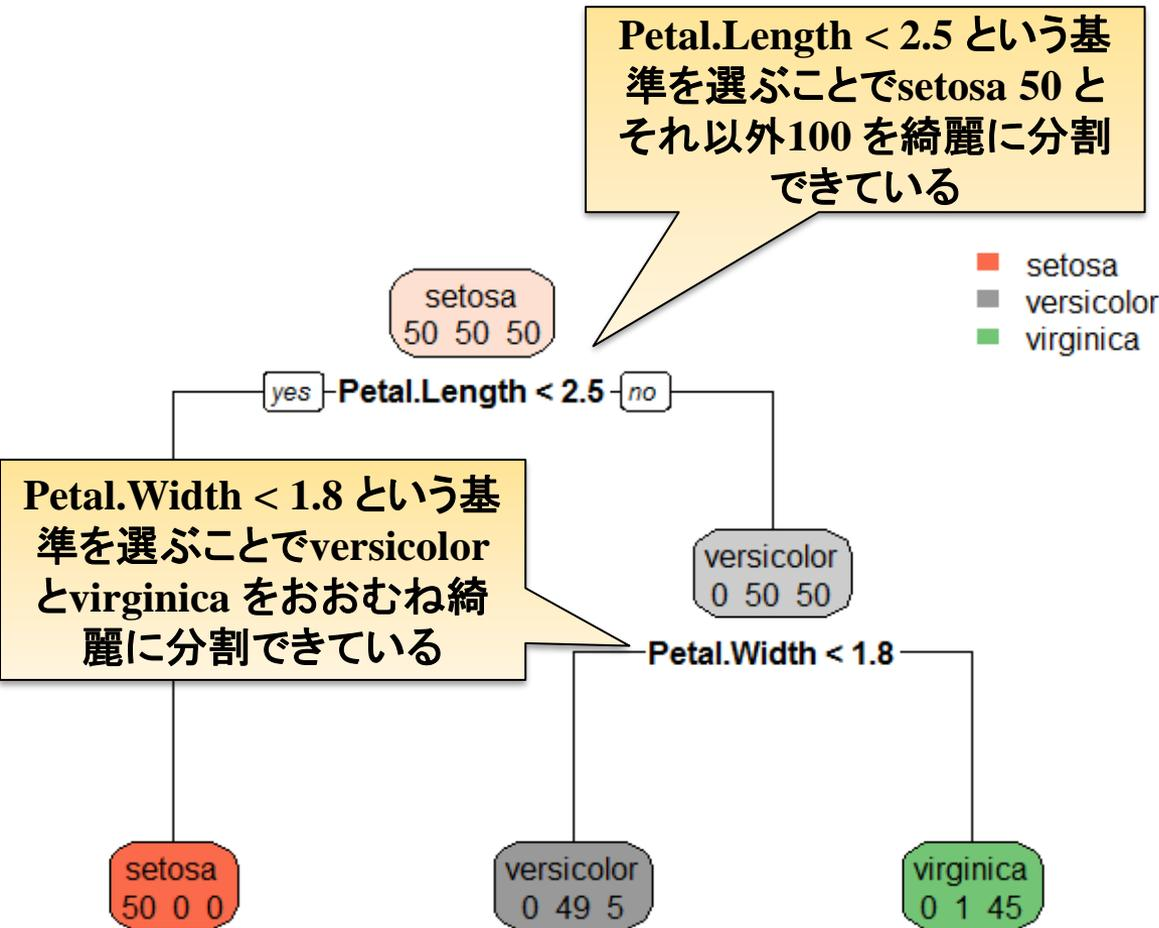 Petal.Length < 2.5 という基
準を選ぶことでsetosa 50 と
それ以外100 を綺麗に分割
できている
setosa
versicolor
virginica
setosa
50 50 50
yes Petal.Length < 2.5 no
Petal.Width < 1.8 という基
準を選ぶことでversicolor
とvirginica をおおむね綺
麗に分割できている
versicolor
0 50 50
Petal.Width < 1.8
setosa
50 0 0
versicolor
0 49 5
virginica
0 1 45